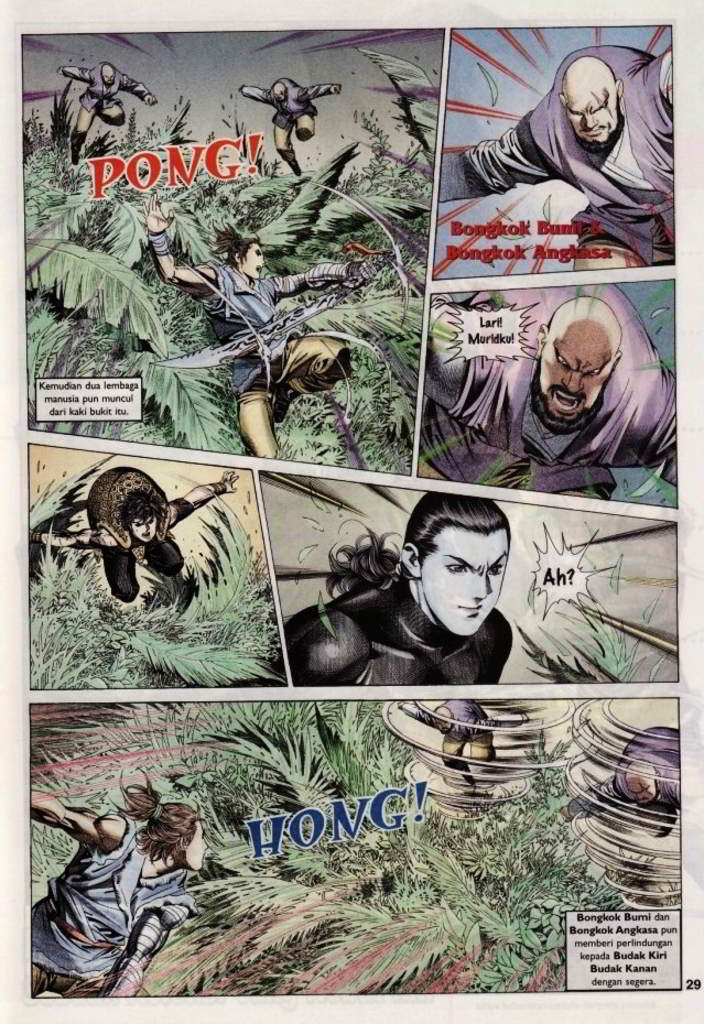 PONG!
Kemudian dua lembaga
manusia pun muncul
dari kaki bukit itu.
Bongkok Bumi &
Bongkok Angkasa
Lari!
Muridku!
Ah?
HONG!
Bongkok Bumi dan
Bongkok Angkasa pun
memberi perlindungan
kepada Budak Kiri
Budak Kanan
dengan segera.
29